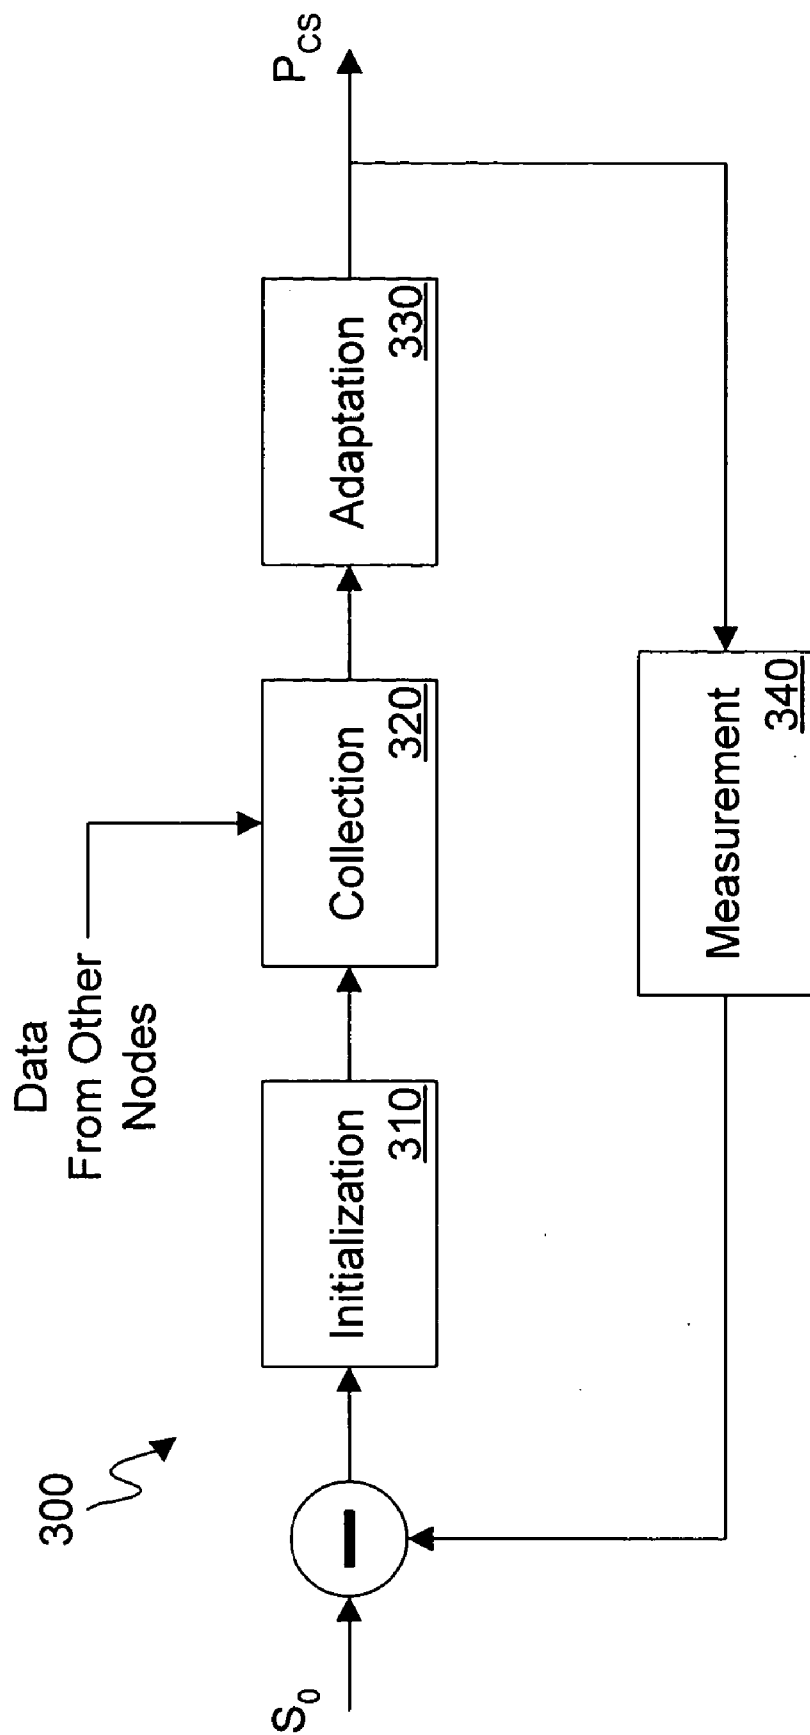 300
Data
From Other
Nodes
S0
Initialization
310
Collection
320
Adaptation
330
PCS
Measurement
340